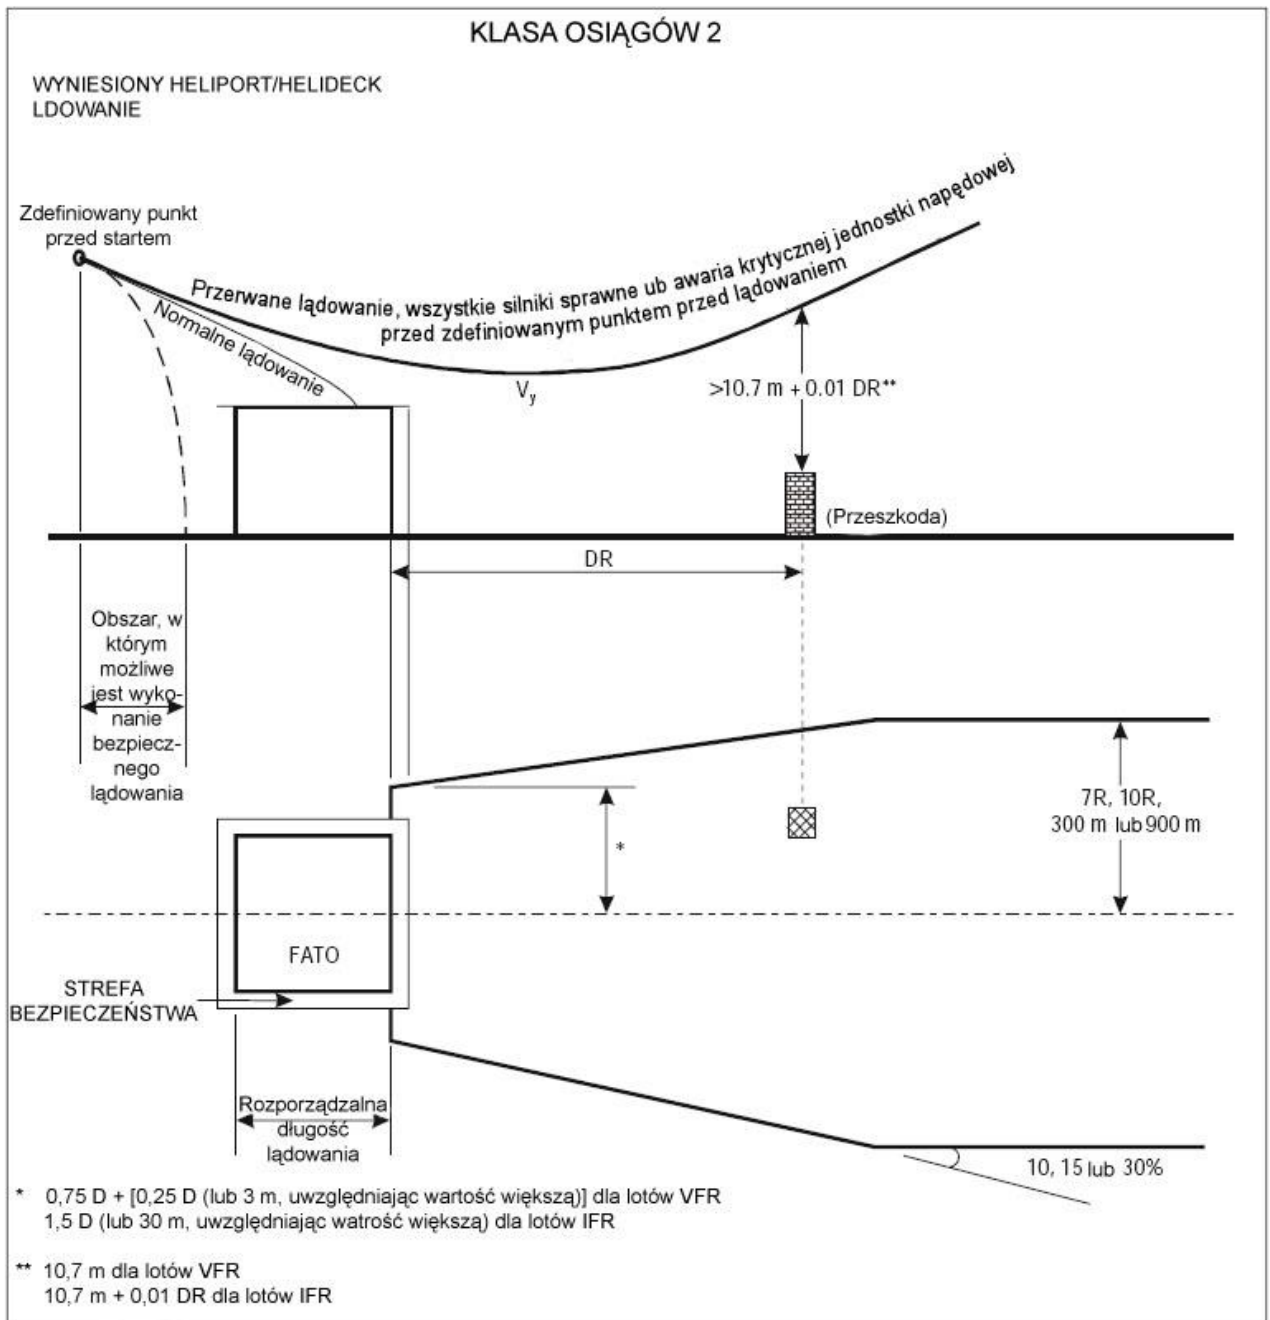 KLASA OSIĄGÓW 2
WYNIESIONY HELIPORT/HELIDECK
LDOWANIE
Zdefiniowany punkt
przed startem
Przerwane lądowanie, wszystkie silniki sprawne ub awaria krytycznej jednostki napędowej
przed zdefiniowanym punktem przed lądowaniem
Normalne lądowanie
Vy
>10.7 m + 0.01 DR**
(Przeszkoda)
DR
Obszar, w
którym
możliwe
jest wyko-
nanie
bezpiecz-
nego
lądowania
7R, 10R,
300 m lub 900 m
*
FATO
STREFA
BEZPIECZEŃSTWA
Rozporządzalna
długość
lądowania
10, 15 lub 30%
* 0,75 D + [0,25 D (lub 3 m, uwzględniając wartość większą)] dla lotów VFR
1,5 D (lub 30 m, uwzględniając watrość większą) dla lotów IFR
** 10,7 m dla lotów VFR
10,7 m + 0,01 DR dla lotów IFR